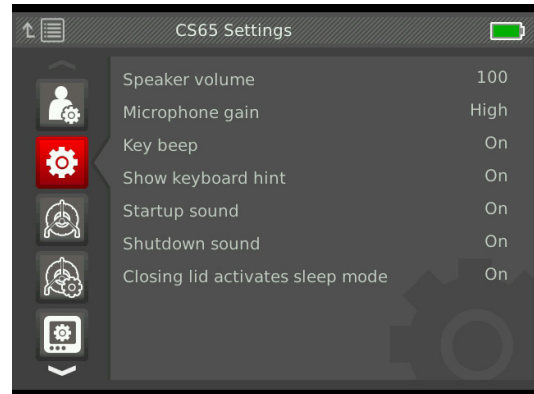 CS65 Settings
Speaker volume 100
Microphone gain High
Key beep On
Show keyboard hint On
Startup sound On
Shutdown sound On
Closing lid activates sleep mode On